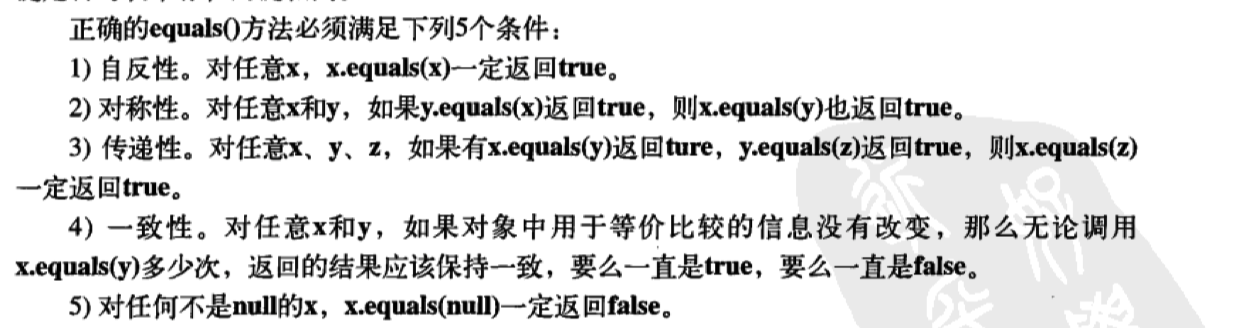 正确的equals()方法必须满足下列5个条件：
1) 自反性。对任意x，x.equals(x)一定返回true。
2) 对称性。对任意x和y，如果y.equals(x)返回true，则x.equals(y)也返回true。
3) 传递性。对任意x、y、z，如果有x.equals(y)返回ture，y.equals(z)返回true，则x.equals(z)
一定返回true。
4) 一致性。对任意x和y，如果对象中用于等价比较的信息没有改变，那么无论调用
x.equals(y)多少次，返回的结果应该保持一致，要么一直是true，要么一直是false。
5) 对任何不是null的x，x.equals(null)一定返回false。